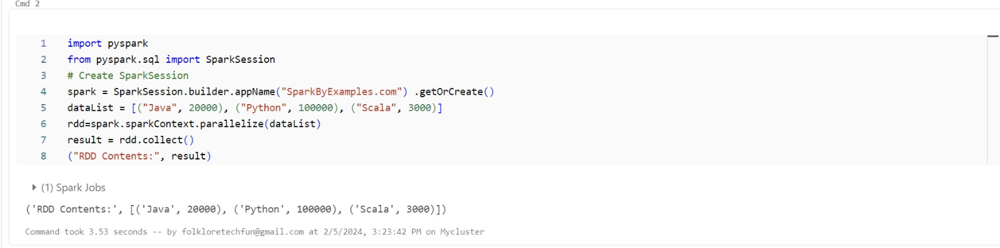 Cmd 2
1 import pyspark
2 from pyspark.sql import SparkSession
3 # Create SparkSession
4 spark = SparkSession.builder.appName("SparkByExamples.com") .getOrCreate()
5 dataList = [("Java", 20000), ("Python", 100000), ("Scala", 3000)]
6 rdd=spark.sparkContext.parallelize(dataList)
7 result = rdd.collect()
8 ("RDD Contents:", result)
(1) Spark Jobs
('RDD Contents:', [('Java', 20000), ('Python', 100000), ('Scala', 3000)])
Command took 3.53 seconds -- by folkloretechfun@gmail.com at 2/5/2024, 3:23:42 PM on Mycluster